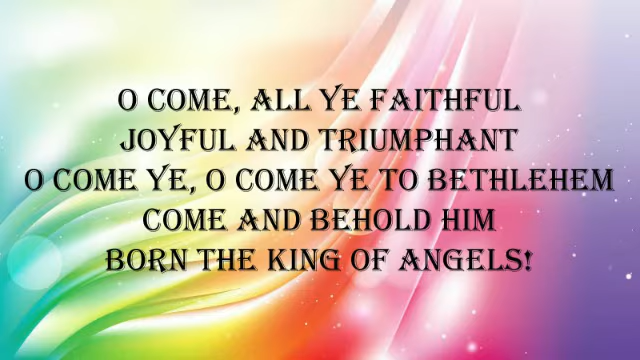 O COME, ALL YE FAITHFUL
JOYFUL AND TRIUMPHANT
O COME YE, O COME YE TO BETHLEHEM
COME AND BEHOLD HIM
BORN THE KING OF ANGELS!